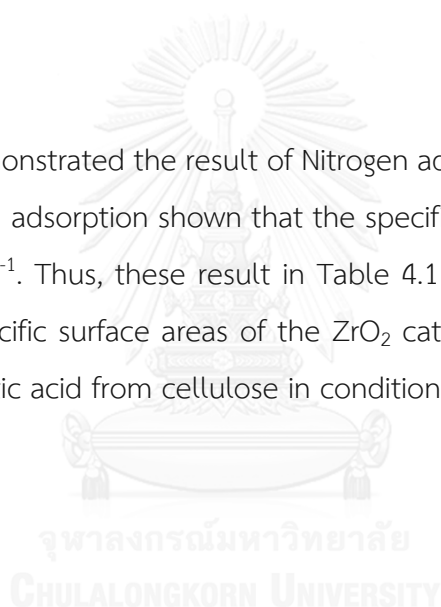 onstrated the result of Nitrogen ad
adsorption shown that the specif
-1. Thus, these result in Table 4.1
cific surface areas of the ZrO2 cat
ric acid from cellulose in condition
จุฬาลงกรณ์มหาวิทยาลัย
CHULALONGKORN UNIVERSITY